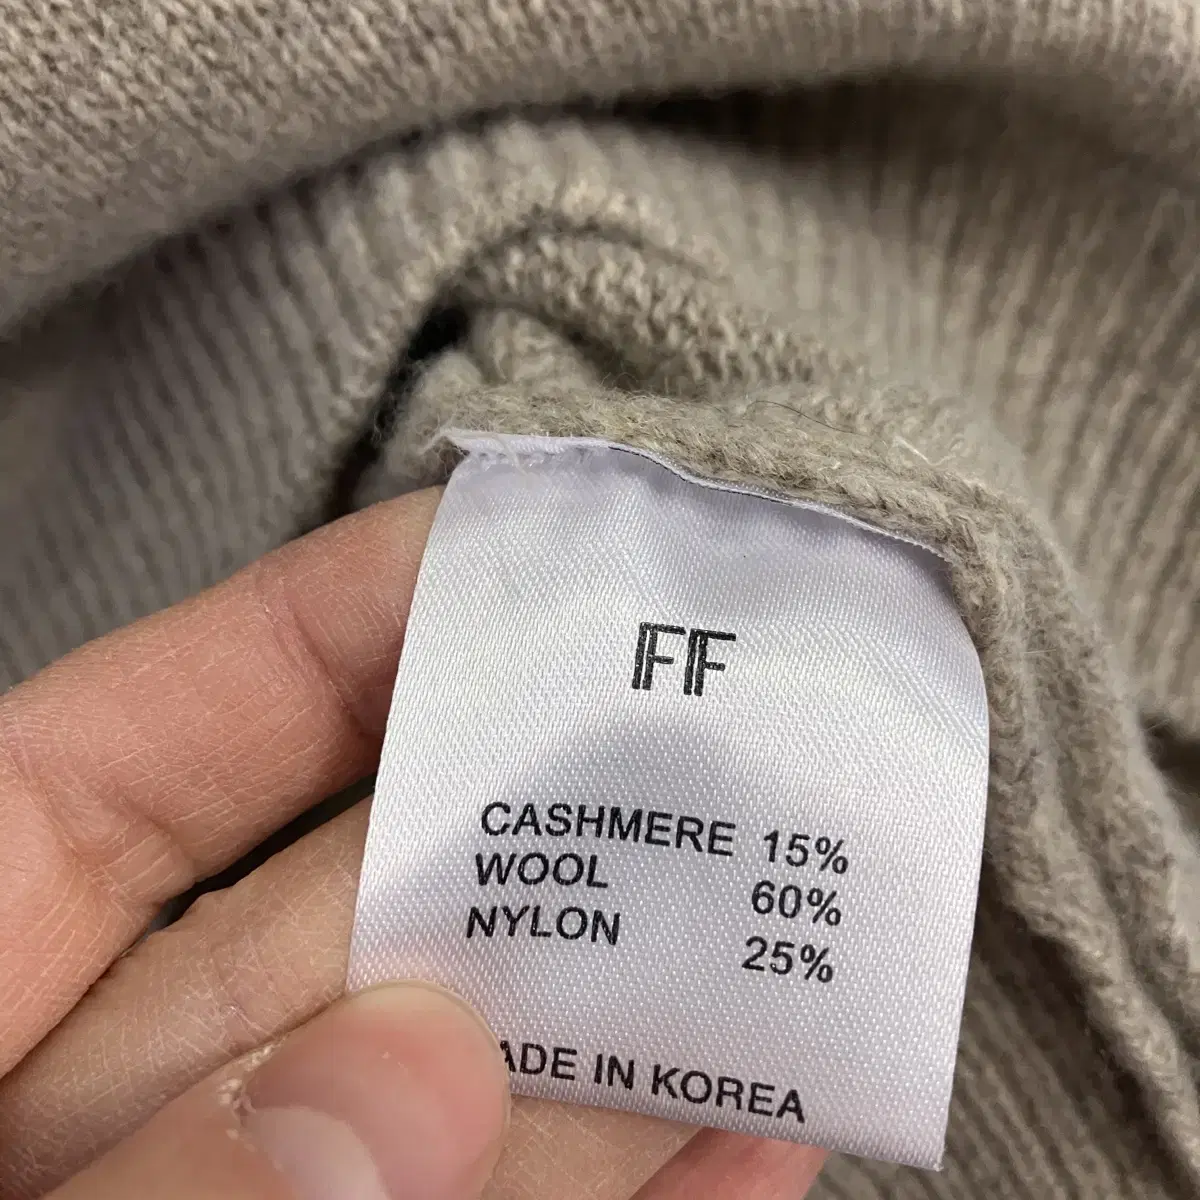 FF
CASHMERE 15%
WOOL 60%
NYLON 25%
ADE IN KOREA